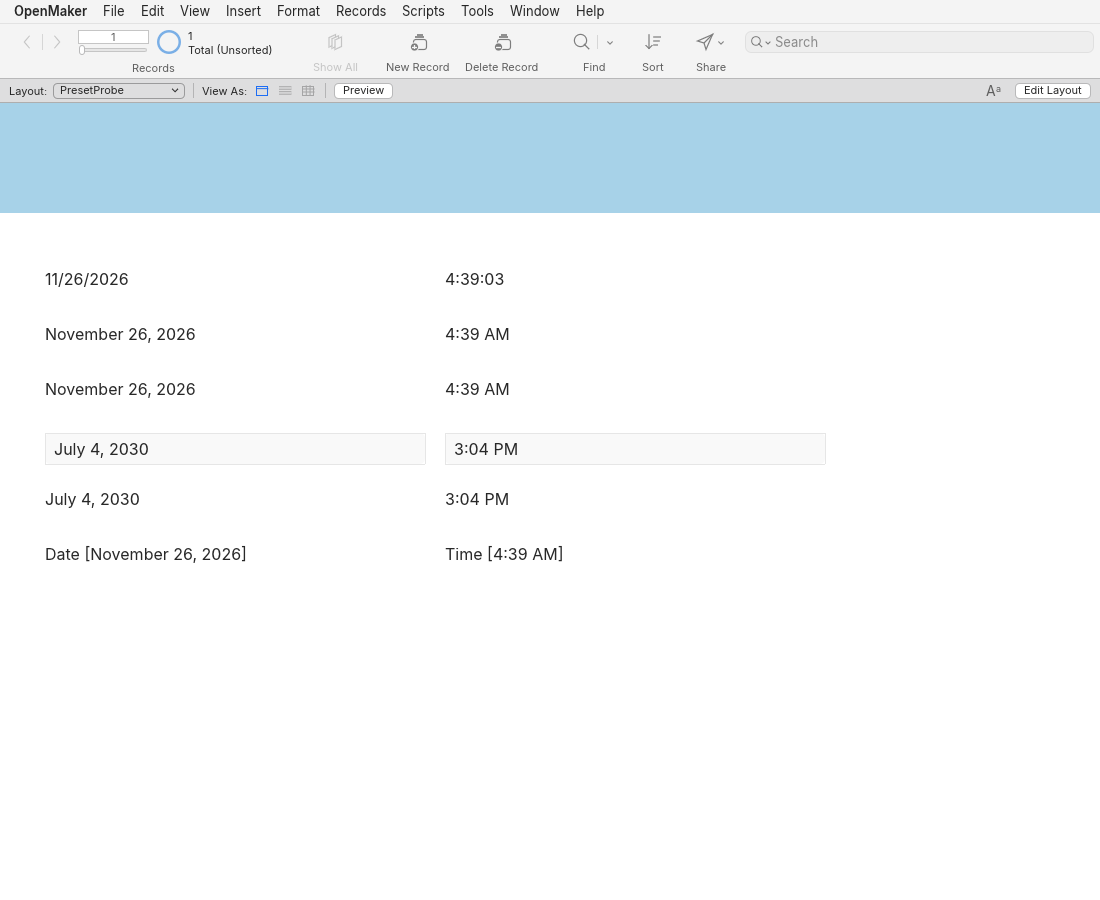 OpenMaker File Edit View Insert Format Records Scripts Tools Window Help
1
1
Total (Unsorted)
Search
Records
Show All
New Record
Delete Record
Find
Sort
Share
Layout: PresetProbe View As: Preview Aa Edit Layout
11/26/2026 4:39:03
November 26, 2026 4:39 AM
November 26, 2026 4:39 AM
July 4, 2030 3:04 PM
July 4, 2030 3:04 PM
Date [November 26, 2026] Time [4:39 AM]